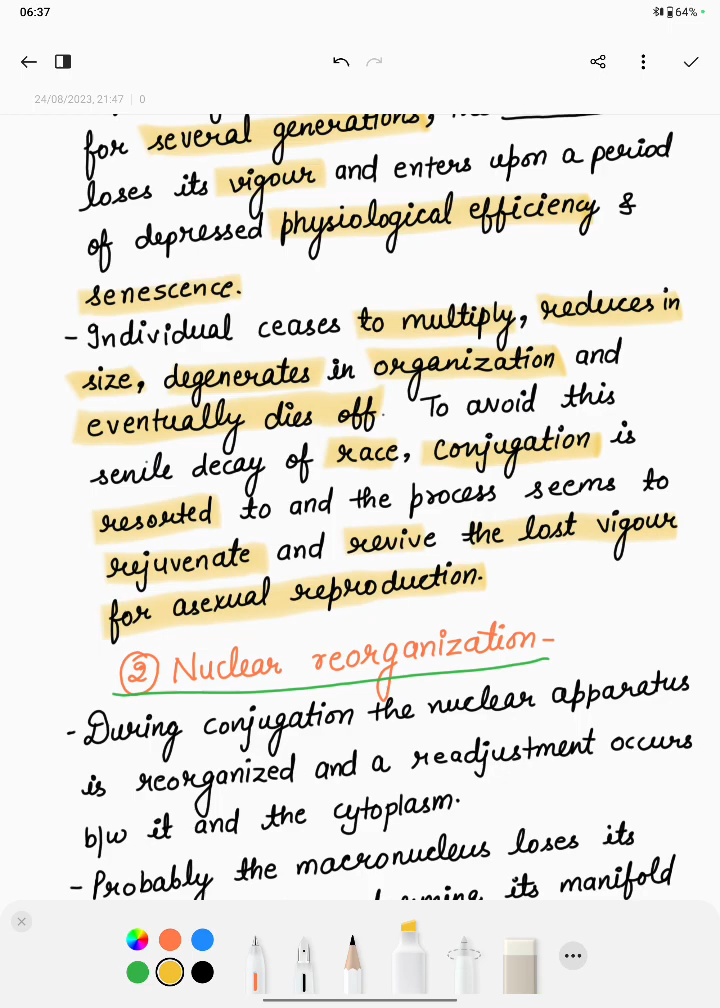 06:37
64%
24/08/2023, 21:47 | 0
for several generations,
loses its vigour and enters upon a period
of depressed physiological efficiency &
senescence.
- Individual ceases to multiply, reduces in
size, degenerates in organization and
eventually dies off. To avoid this
senile decay of race, Conjugation is
resorted to and the process seems to
rejuvenate and revive the lost vigour
for asexual reproduction.
② Nuclear reorganization-
- During conjugation the nuclear apparatus
is reorganized and a readjustment occurs
b/w it and the cytoplasm.
- Probably the macronucleus loses its
its manifold